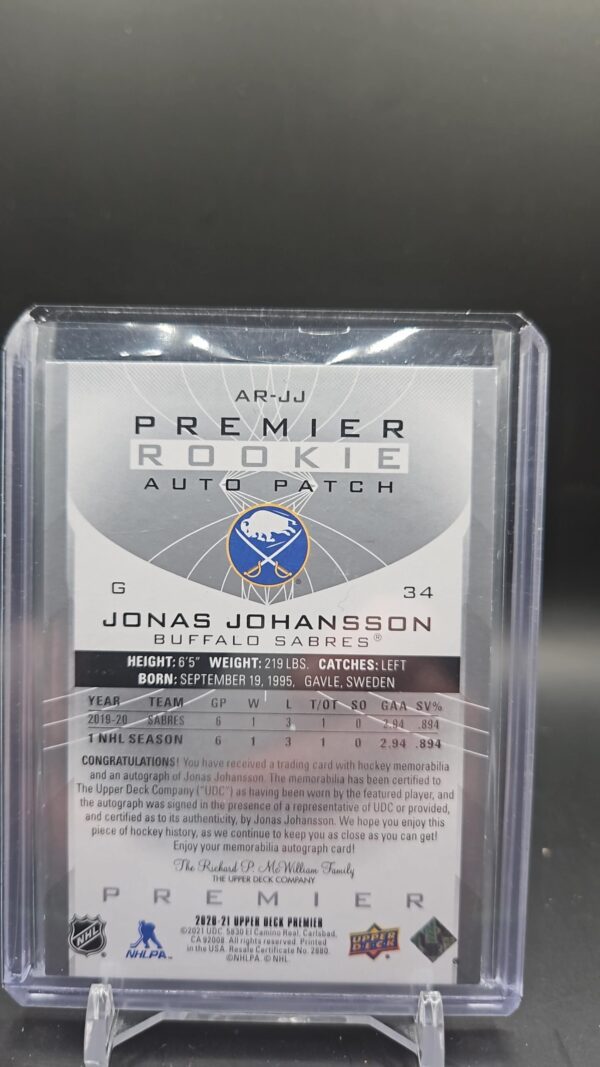 AR-JJ
PREMIER
ROOKIE
AUTO PATCH
G 34
JONAS JOHANSSON
BUFFALO SABRES®
HEIGHT: 6'5" WEIGHT: 219 LBS. CATCHES: LEFT
BORN: SEPTEMBER 19, 1995, GAVLE, SWEDEN
YEAR TEAM GP W L T/OT SO GAA SV%
2019-20 SABRES 6 1 3 1 0 2.94 .894
1 NHL SEASON 6 1 3 1 0 2.94 .894
CONGRATULATIONS! You have received a trading card with hockey memorabilia
and an autograph of Jonas Johansson. The memorabilia has been certified to
The Upper Deck Company ("UDC") as having been worn by the featured player, and
the autograph was signed in the presence of a representative of UDC or provided,
and certified as to its authenticity, by Jonas Johansson. We hope you enjoy this
piece of hockey history, as we continue to keep you as close as you can get!
Enjoy your memorabilia autograph card!
The Richard P. McWilliam Family
THE UPPER DECK COMPANY
PREMIER
2020-21 UPPER DECK PREMIER
©2021 UDC. 5830 El Camino Real, Carlsbad,
CA 92008. All rights reserved. Printed
in the USA. Resale Certificate No. 2880.
©NHLPA. © NHL.
NHL
NHLPA.
UPPER DECK